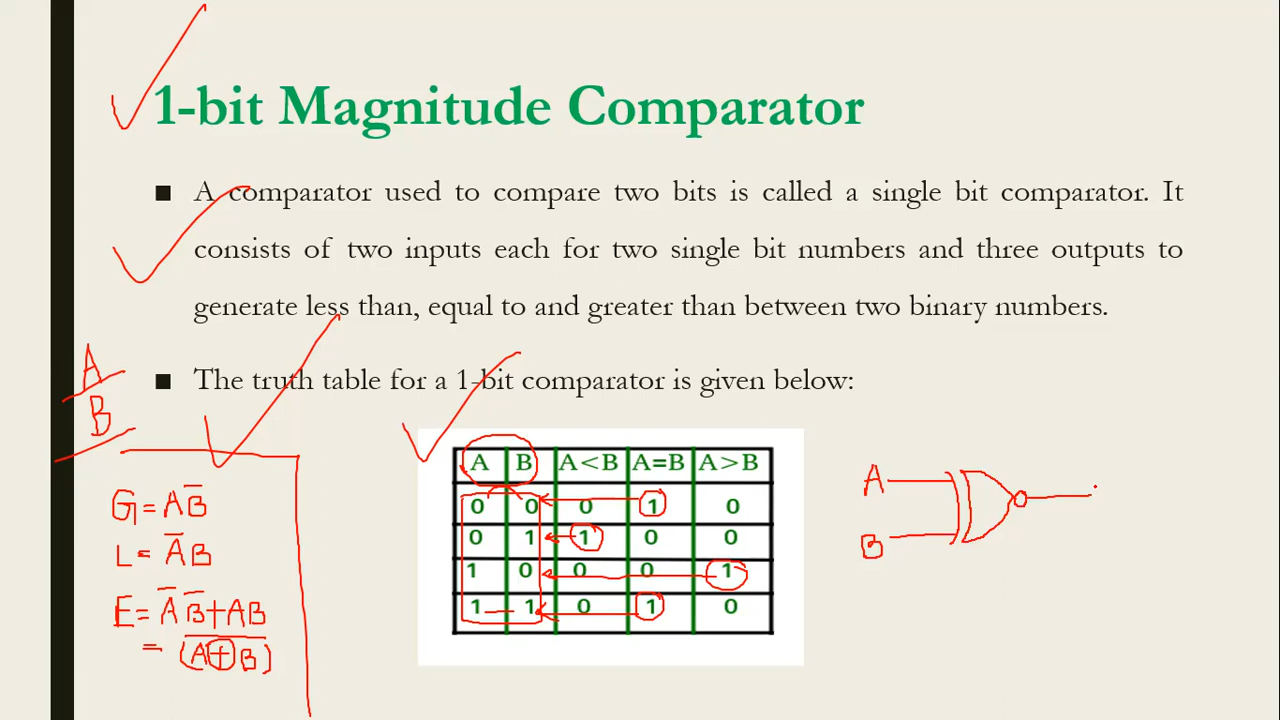 1-bit Magnitude Comparator
■ A comparator used to compare two bits is called a single bit comparator. It
consists of two inputs each for two single bit numbers and three outputs to
generate less than, equal to and greater than between two binary numbers.
■ The truth table for a 1-bit comparator is given below:
A
B
G = AB̅
L = A̅B
E = A̅ B̅ + AB
= (A̅ ⊕ B̅)
A B A<B A=B A>B
0 0 0 1 0
0 1 1 0 0
1 0 0 0 1
1 1 0 1 0
A
B